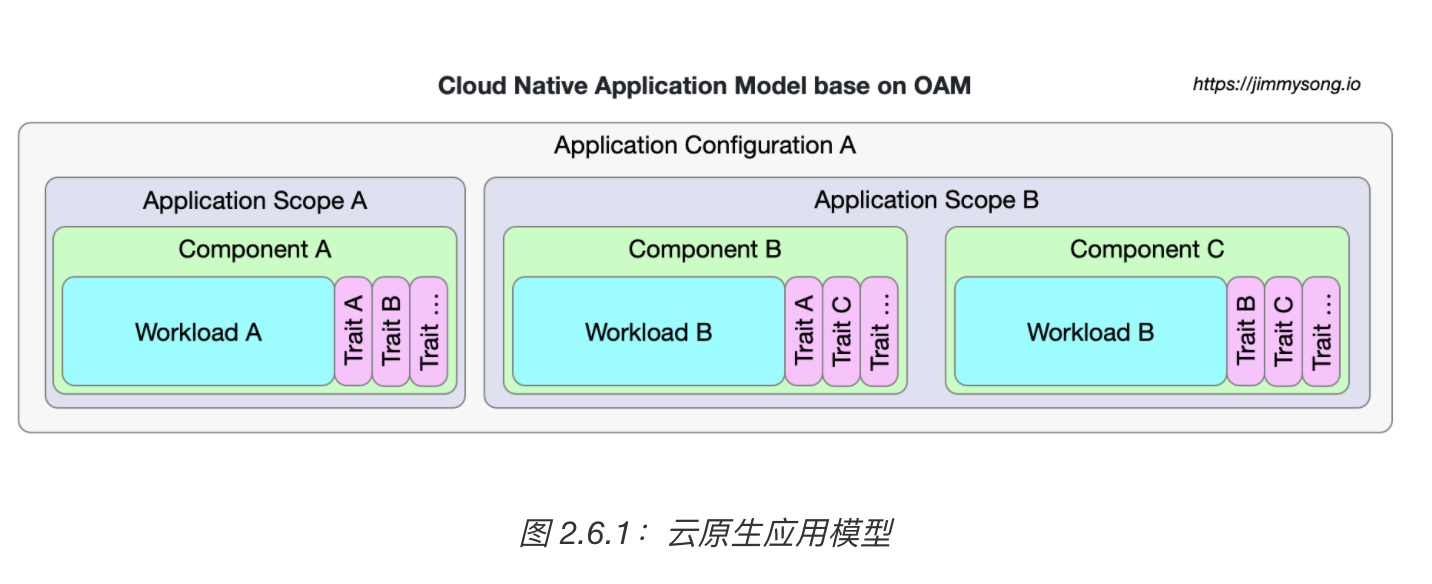 Cloud Native Application Model base on OAM
https://jimmysong.io
Application Configuration A
Application Scope A
Component A
Workload A
Trait A
Trait B
Trait …
Application Scope B
Component B
Workload B
Trait A
Trait C
Trait …
Component C
Workload B
Trait B
Trait C
Trait …
图 2.6.1：云原生应用模型